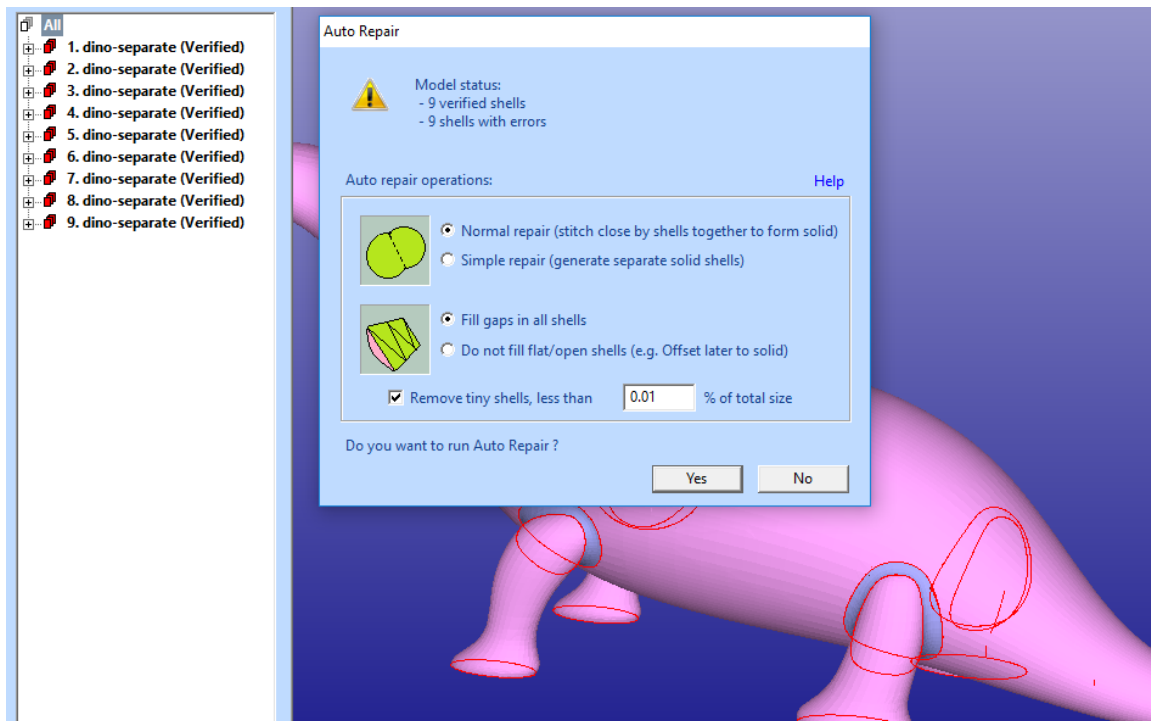 All
1. dino-separate (Verified)
2. dino-separate (Verified)
3. dino-separate (Verified)
4. dino-separate (Verified)
5. dino-separate (Verified)
6. dino-separate (Verified)
7. dino-separate (Verified)
8. dino-separate (Verified)
9. dino-separate (Verified)
Auto Repair
Model status:
- 9 verified shells
- 9 shells with errors
Auto repair operations: Help
Normal repair (stitch close by shells together to form solid)
Simple repair (generate separate solid shells)
Fill gaps in all shells
Do not fill flat/open shells (e.g. Offset later to solid)
Remove tiny shells, less than 0.01 % of total size
Do you want to run Auto Repair ?
Yes No